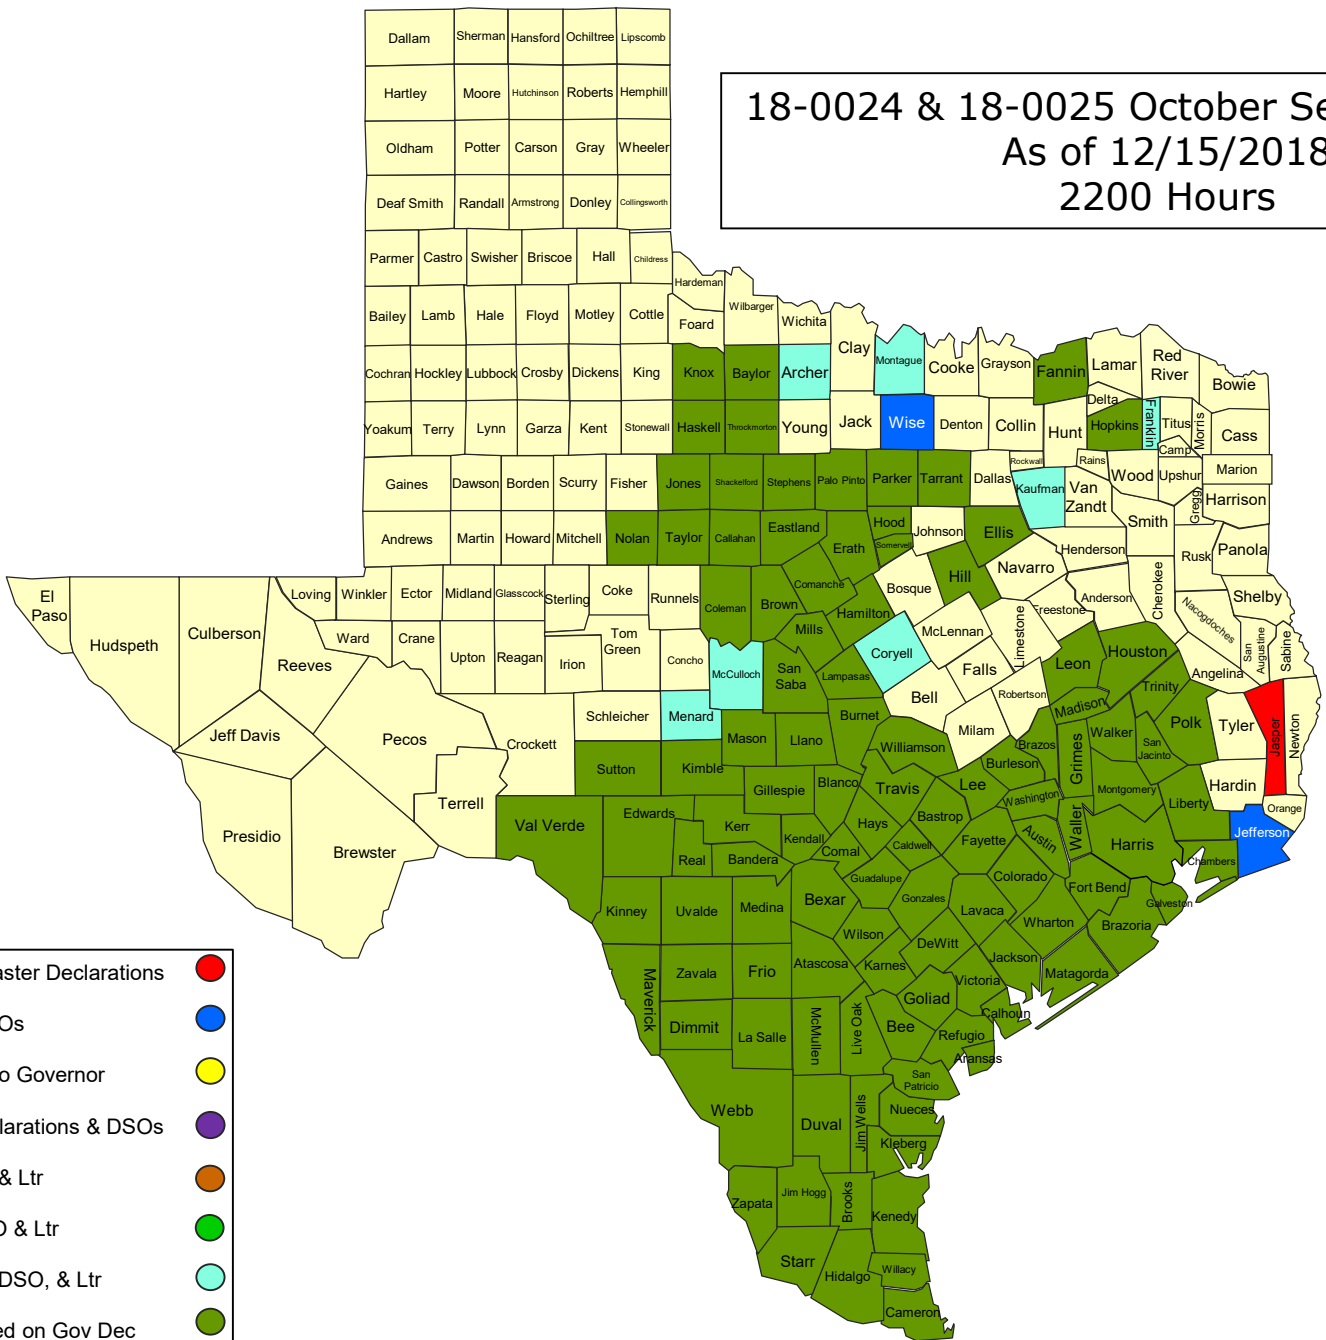 18-0024 & 18-0025 October Se
As of 12/15/2018
2200 Hours
Dallam Sherman Hansford Ochiltree Lipscomb
Hartley Moore Hutchinson Roberts Hemphill
Oldham Potter Carson Gray Wheeler
Deaf Smith Randall Armstrong Donley Collingsworth
Parmer Castro Swisher Briscoe Hall Childress
Hardeman
Wilbarger
Bailey Lamb Hale Floyd Motley Cottle Foard Wichita
Clay Montague Cooke Grayson Fannin Lamar Red River Bowie
Cochran Hockley Lubbock Crosby Dickens King Knox Baylor Archer
Delta
Yoakum Terry Lynn Garza Kent Stonewall Haskell Throckmorton Young Jack Wise Denton Collin Hunt Hopkins Franklin Titus Morris Cass
Camp
Rockwall Rains
Gaines Dawson Borden Scurry Fisher Jones Shackelford Stephens Palo Pinto Parker Tarrant Dallas Kaufman Van Zandt Wood Upshur Marion
Gregg Harrison
Andrews Martin Howard Mitchell Nolan Taylor Callahan Eastland Erath Hood Somervell Johnson Ellis Henderson Smith Rusk Panola
El Paso Hudspeth Culberson Loving Winkler Ector Midland Glasscock Sterling Coke Runnels Coleman Brown Comanche Hamilton Bosque Hill Navarro Freestone Anderson Cherokee Nacogdoches Shelby
Reeves Ward Crane Upton Reagan Irion Tom Green Concho McCulloch San Saba Mills Lampasas Coryell McLennan Falls Limestone Leon Houston Angelina San Augustine Sabine
Jeff Davis Pecos Crockett Schleicher Menard Mason Llano Burnet Bell Milam Robertson Madison Trinity Polk Tyler Jasper Newton
Presidio Brewster Terrell Sutton Kimble Gillespie Blanco Williamson Travis Lee Burleson Brazos Grimes Walker San Jacinto Hardin
Val Verde Edwards Kerr Kendall Hays Bastrop Washington Montgomery Liberty Orange
Real Bandera Comal Caldwell Fayette Austin Waller Harris Chambers Jefferson
Kinney Uvalde Medina Bexar Guadalupe Gonzales Lavaca Colorado Fort Bend Galveston
Wilson Wharton Brazoria
Maverick Zavala Frio Atascosa Karnes DeWitt Jackson Matagorda
Victoria
Dimmit La Salle McMullen Live Oak Bee Goliad Refugio Calhoun
Aransas
San Patricio
Webb Duval Jim Wells Nueces
Kleberg
Zapata Jim Hogg Brooks Kenedy
Starr Hidalgo Willacy
Cameron
aster Declarations
Os
o Governor
larations & DSOs
& Ltr
O & Ltr
DSO, & Ltr
ed on Gov Dec